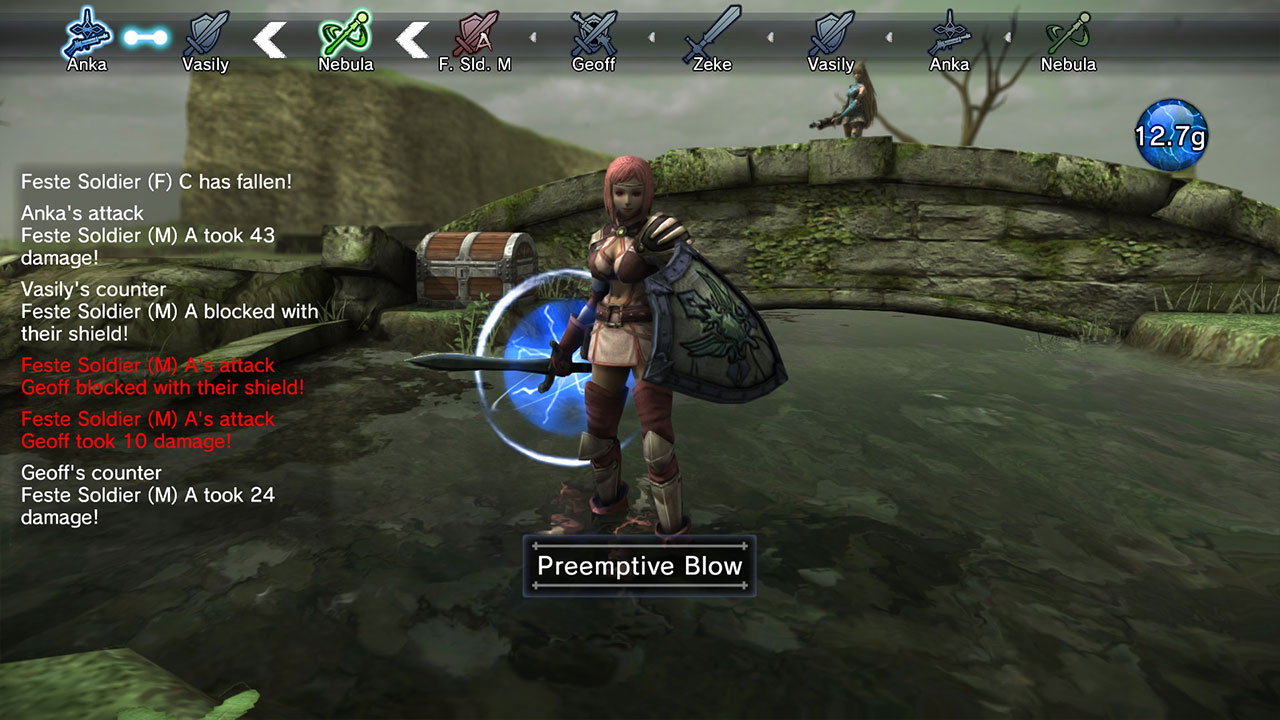 Anka Vasily Nebula F. Sld. M Geoff Zeke Vasily Anka Nebula
A
12.7g
Feste Soldier (F) C has fallen!
Anka's attack
Feste Soldier (M) A took 43
damage!
Vasily's counter
Feste Soldier (M) A blocked with
their shield!
Feste Soldier (M) A's attack
Geoff blocked with their shield!
Feste Soldier (M) A's attack
Geoff took 10 damage!
Geoff's counter
Feste Soldier (M) A took 24
damage!
Preemptive Blow